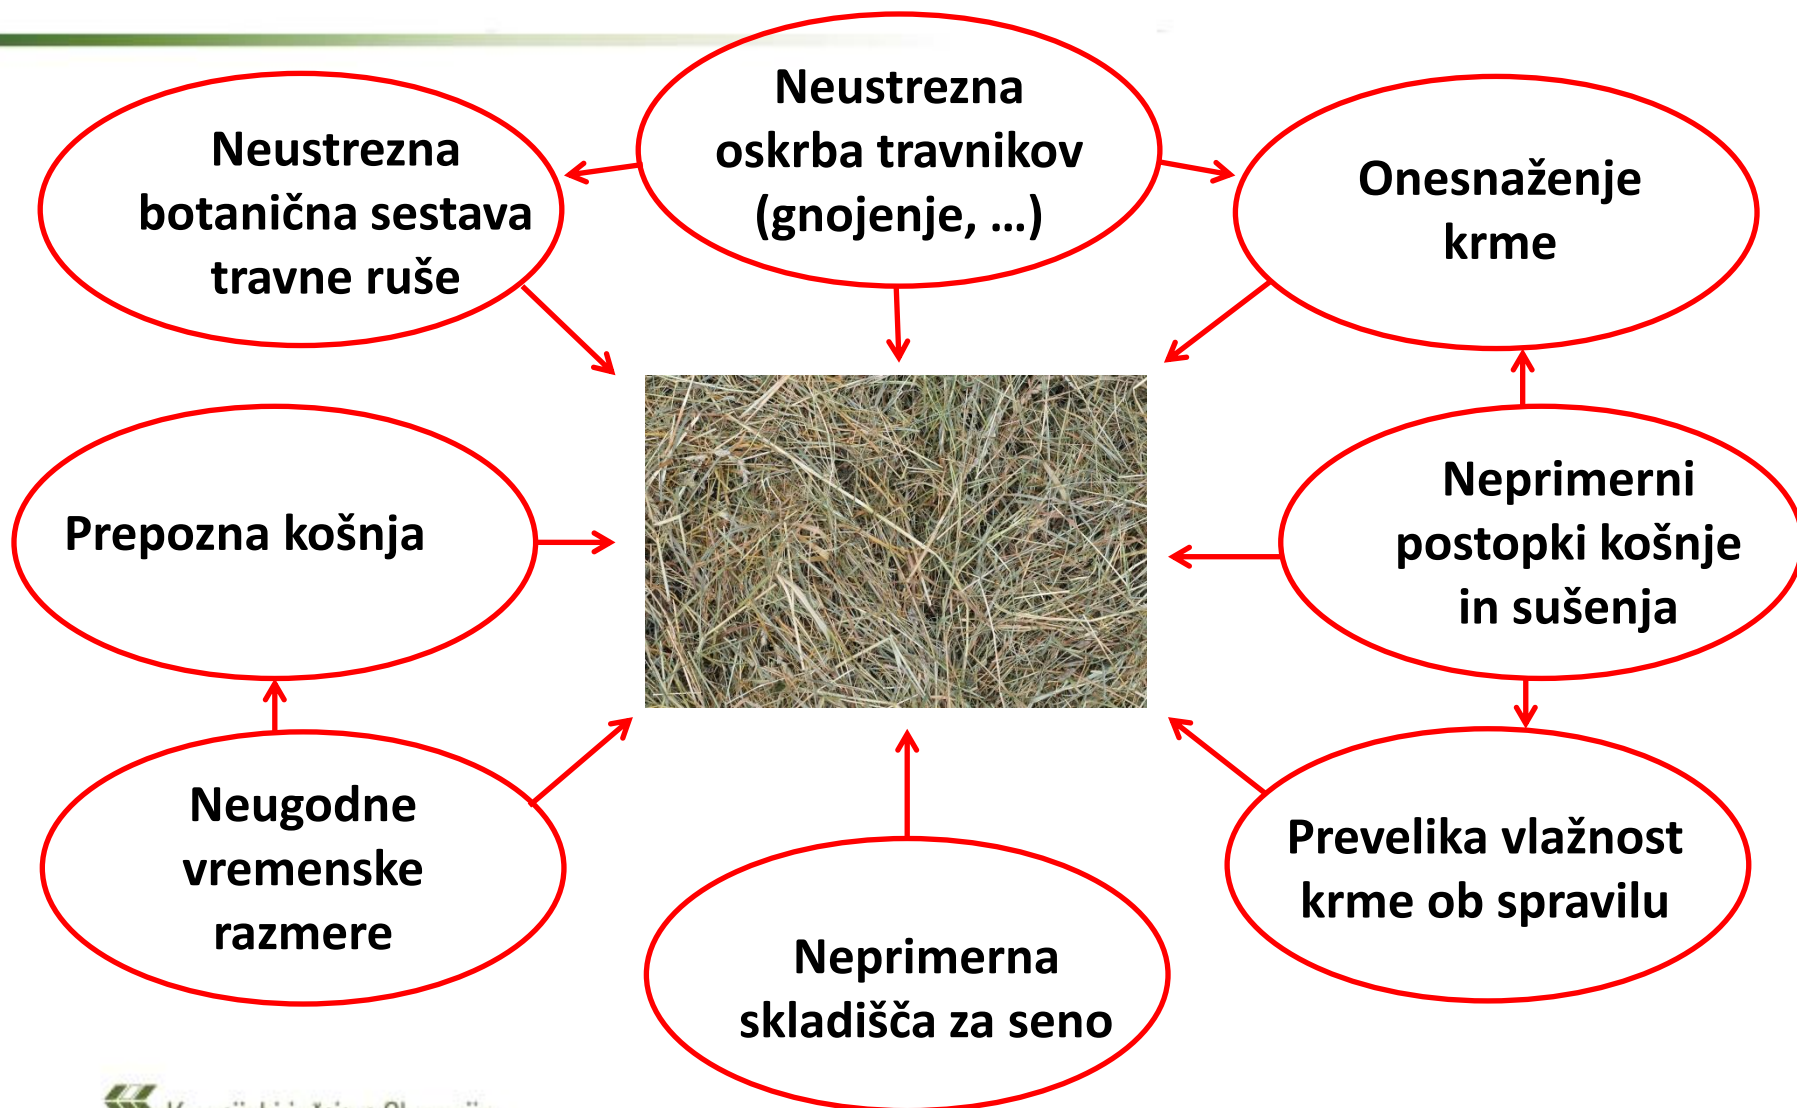 Neustrezna
oskrba travnikov
(gnojenje, ...)
Neustrezna
botanična sestava
travne ruše
Onesnaženje
krme
Prepozna košnja
Neprimerni
postopki košnje
in sušenja
Neugodne
vremenske
razmere
Neprimerna
skladišča za seno
Prevelika vlažnost
krme ob spravilu